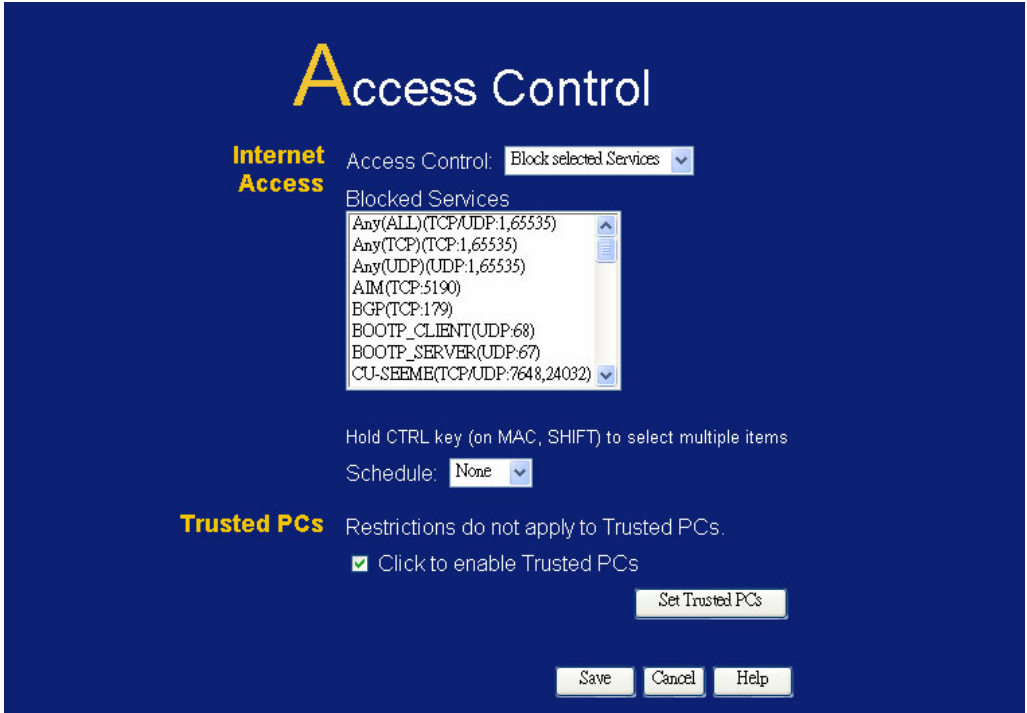 Access Control
Internet Access
Access Control: Block selected Services
Blocked Services
Any(ALL)(TCP/UDP:1,65535)
Any(TCP)(TCP:1,65535)
Any(UDP)(UDP:1,65535)
AIM(TCP:5190)
BGP(TCP:179)
BOOTP_CLIENT(UDP:68)
BOOTP_SERVER(UDP:67)
CU-SEEME(TCP/UDP:7648,24032)
Hold CTRL key (on MAC, SHIFT) to select multiple items
Schedule: None
Trusted PCs
Restrictions do not apply to Trusted PCs.
Click to enable Trusted PCs
Set Trusted PCs
Save Cancel Help